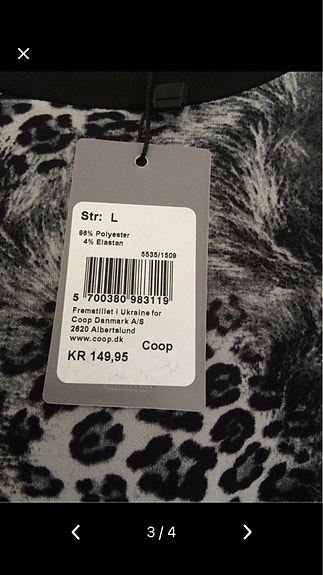 Str: L
96% Polyester
4% Elastan
5535/1509
5 700380 983119
Fremstillet i Ukraine for
Coop Danmark A/S
2620 Albertslund
www.coop.dk
Coop
KR 149,95
3/4